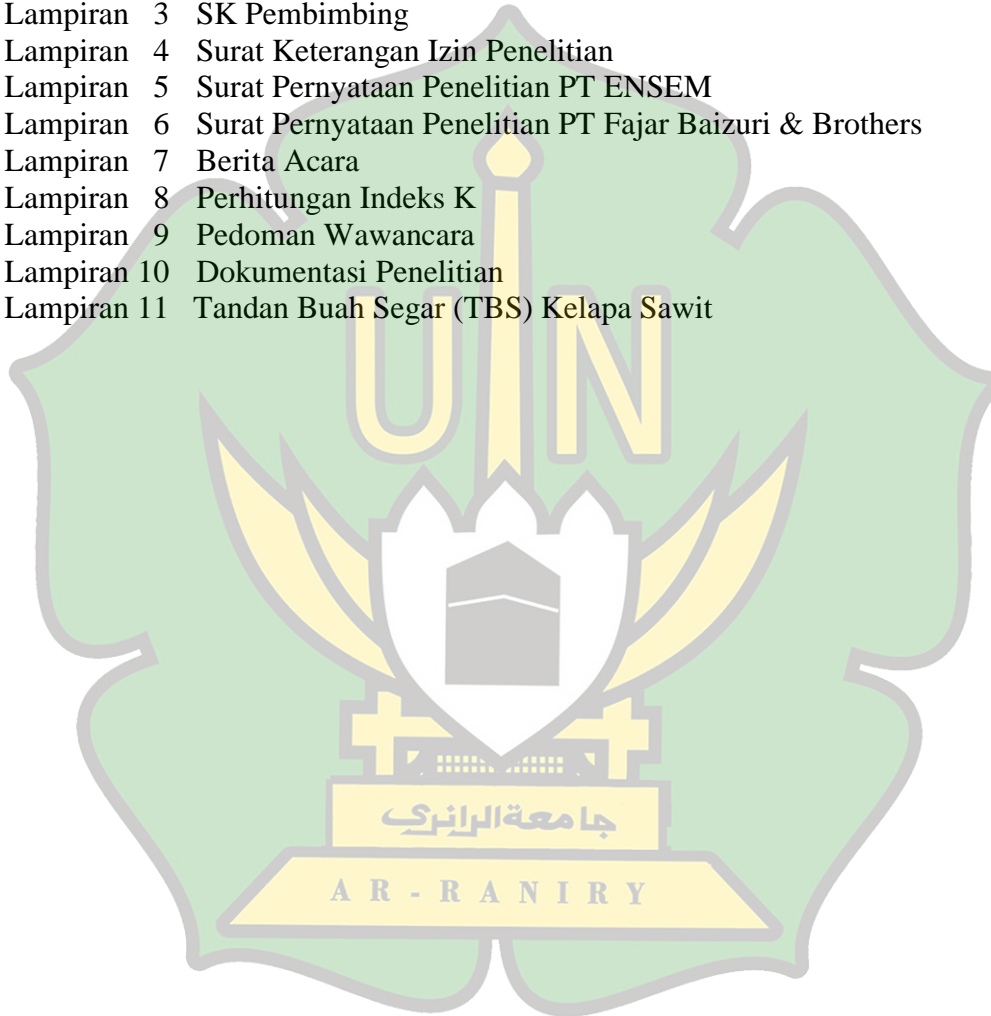 Lampiran 3 SK Pembimbing
Lampiran 4 Surat Keterangan Izin Penelitian
Lampiran 5 Surat Pernyataan Penelitian PT ENSEM
Lampiran 6 Surat Pernyataan Penelitian PT Fajar Baizuri & Brothers
Lampiran 7 Berita Acara
Lampiran 8 Perhitungan Indeks K
Lampiran 9 Pedoman Wawancara
Lampiran 10 Dokumentasi Penelitian
Lampiran 11 Tandan Buah Segar (TBS) Kelapa Sawit
UIN
جامعة الرانري
AR-RANIRY